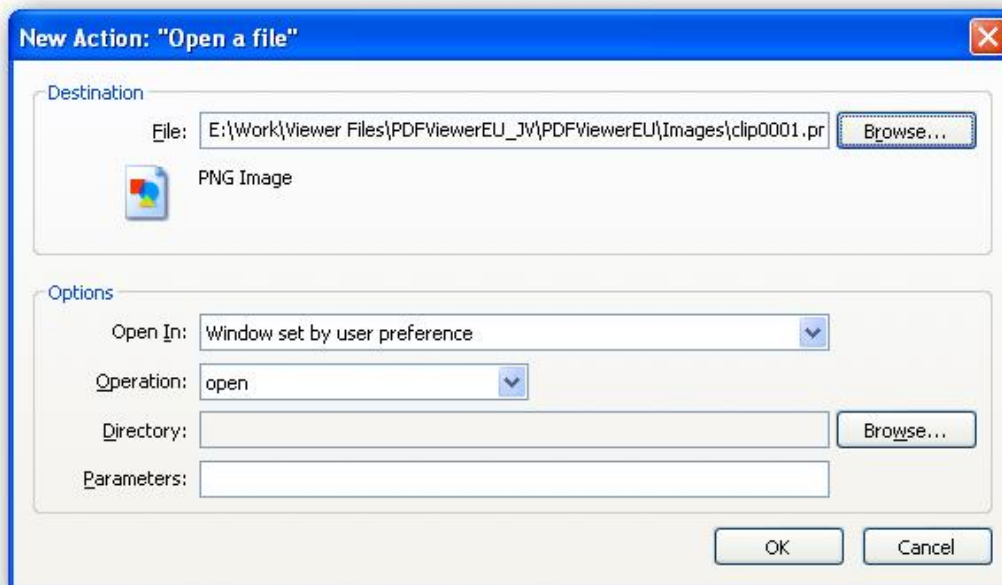 New Action: "Open a file"
Destination
File: E:\Work\Viewer Files\PDFViewerEU_JV\PDFViewerEU\Images\clip0001.pr Browse...
PNG Image
Options
Open In: Window set by user preference
Operation: open
Directory: Browse...
Parameters:
OK Cancel